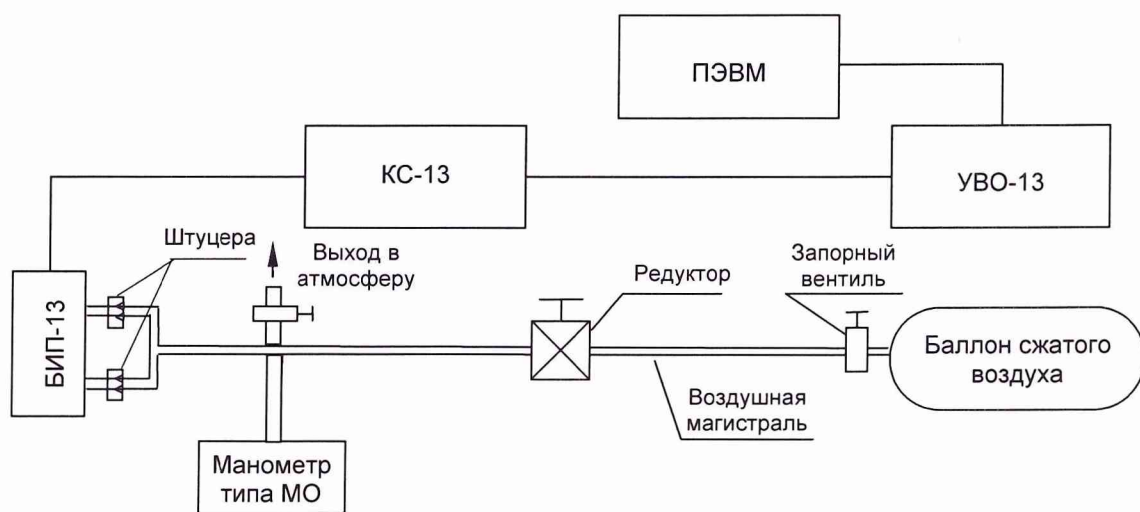 ПЭВМ
КС-13
УВО-13
Штуцера
Выход в
атмосферу
Редуктор
Запорный
вентиль
БИП-13
Баллон сжатого
воздуха
Воздушная
магистраль
Манометр
типа МО